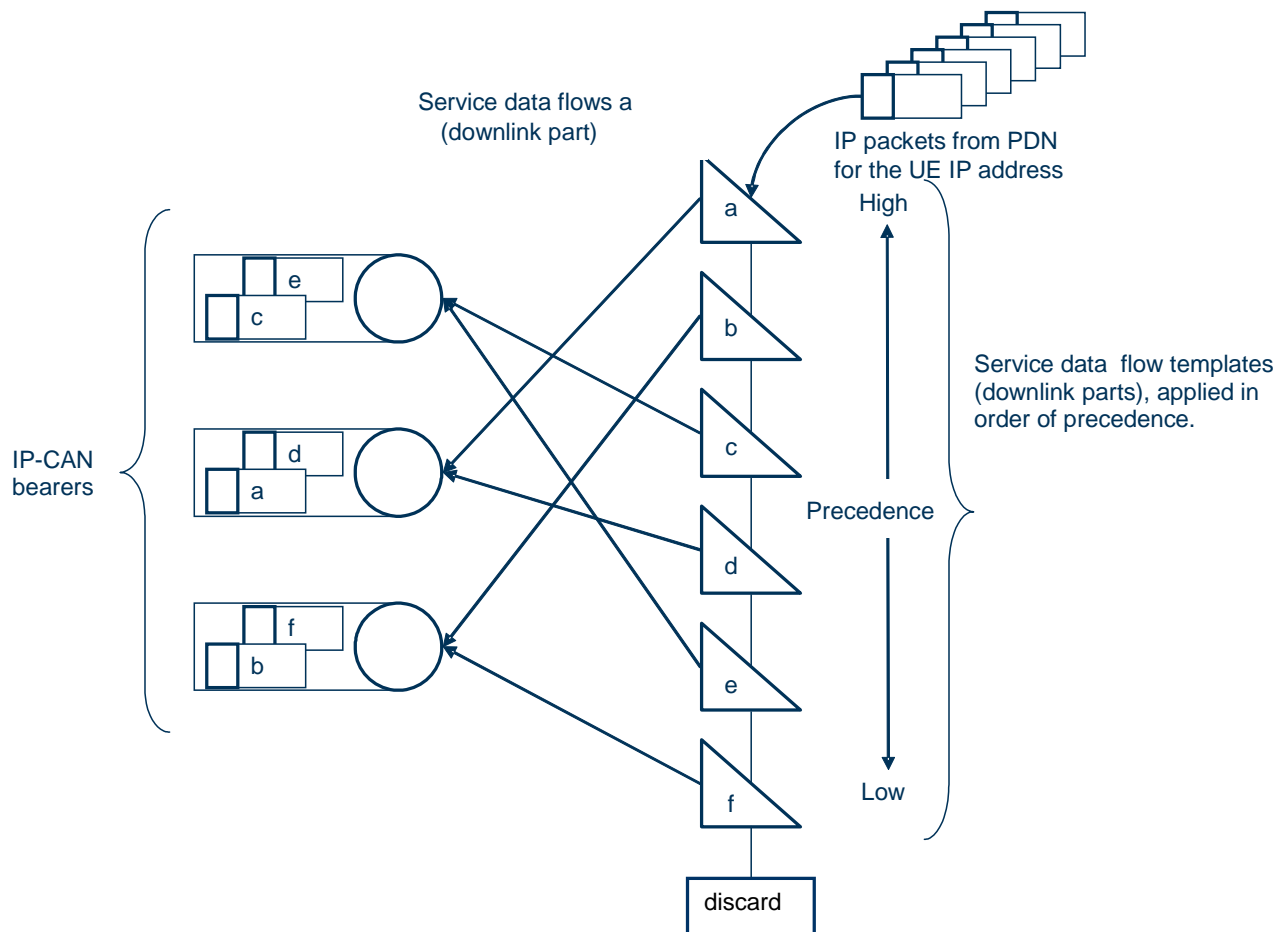 Service data flows a
(downlink part)
IP packets from PDN
for the UE IP address
High
a
e
c
b
Service data flow templates
(downlink parts), applied in
order of precedence.
c
IP-CAN
bearers
d
a
Precedence
d
f
b
e
Low
f
discard